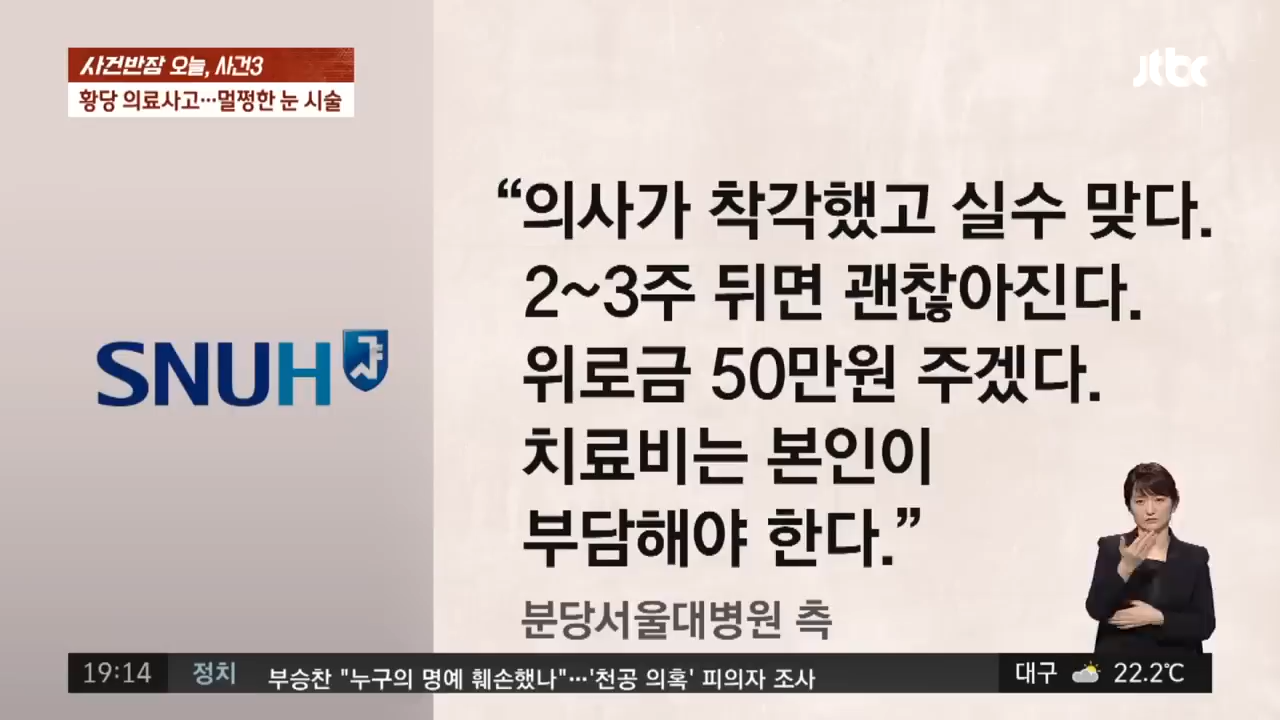 사건반장 오늘, 사건3
황당 의료사고…멀쩡한 눈 시술
jtbc
“의사가 착각했고 실수 맞다.
2~3주 뒤면 괜찮아진다.
위로금 50만원 주겠다.
치료비는 본인이
부담해야 한다.”
분당서울대병원 측
SNUH
19:14 정치 부승찬 "누구의 명예 훼손했나"…'천공 의혹' 피의자 조사 대구 22.2℃